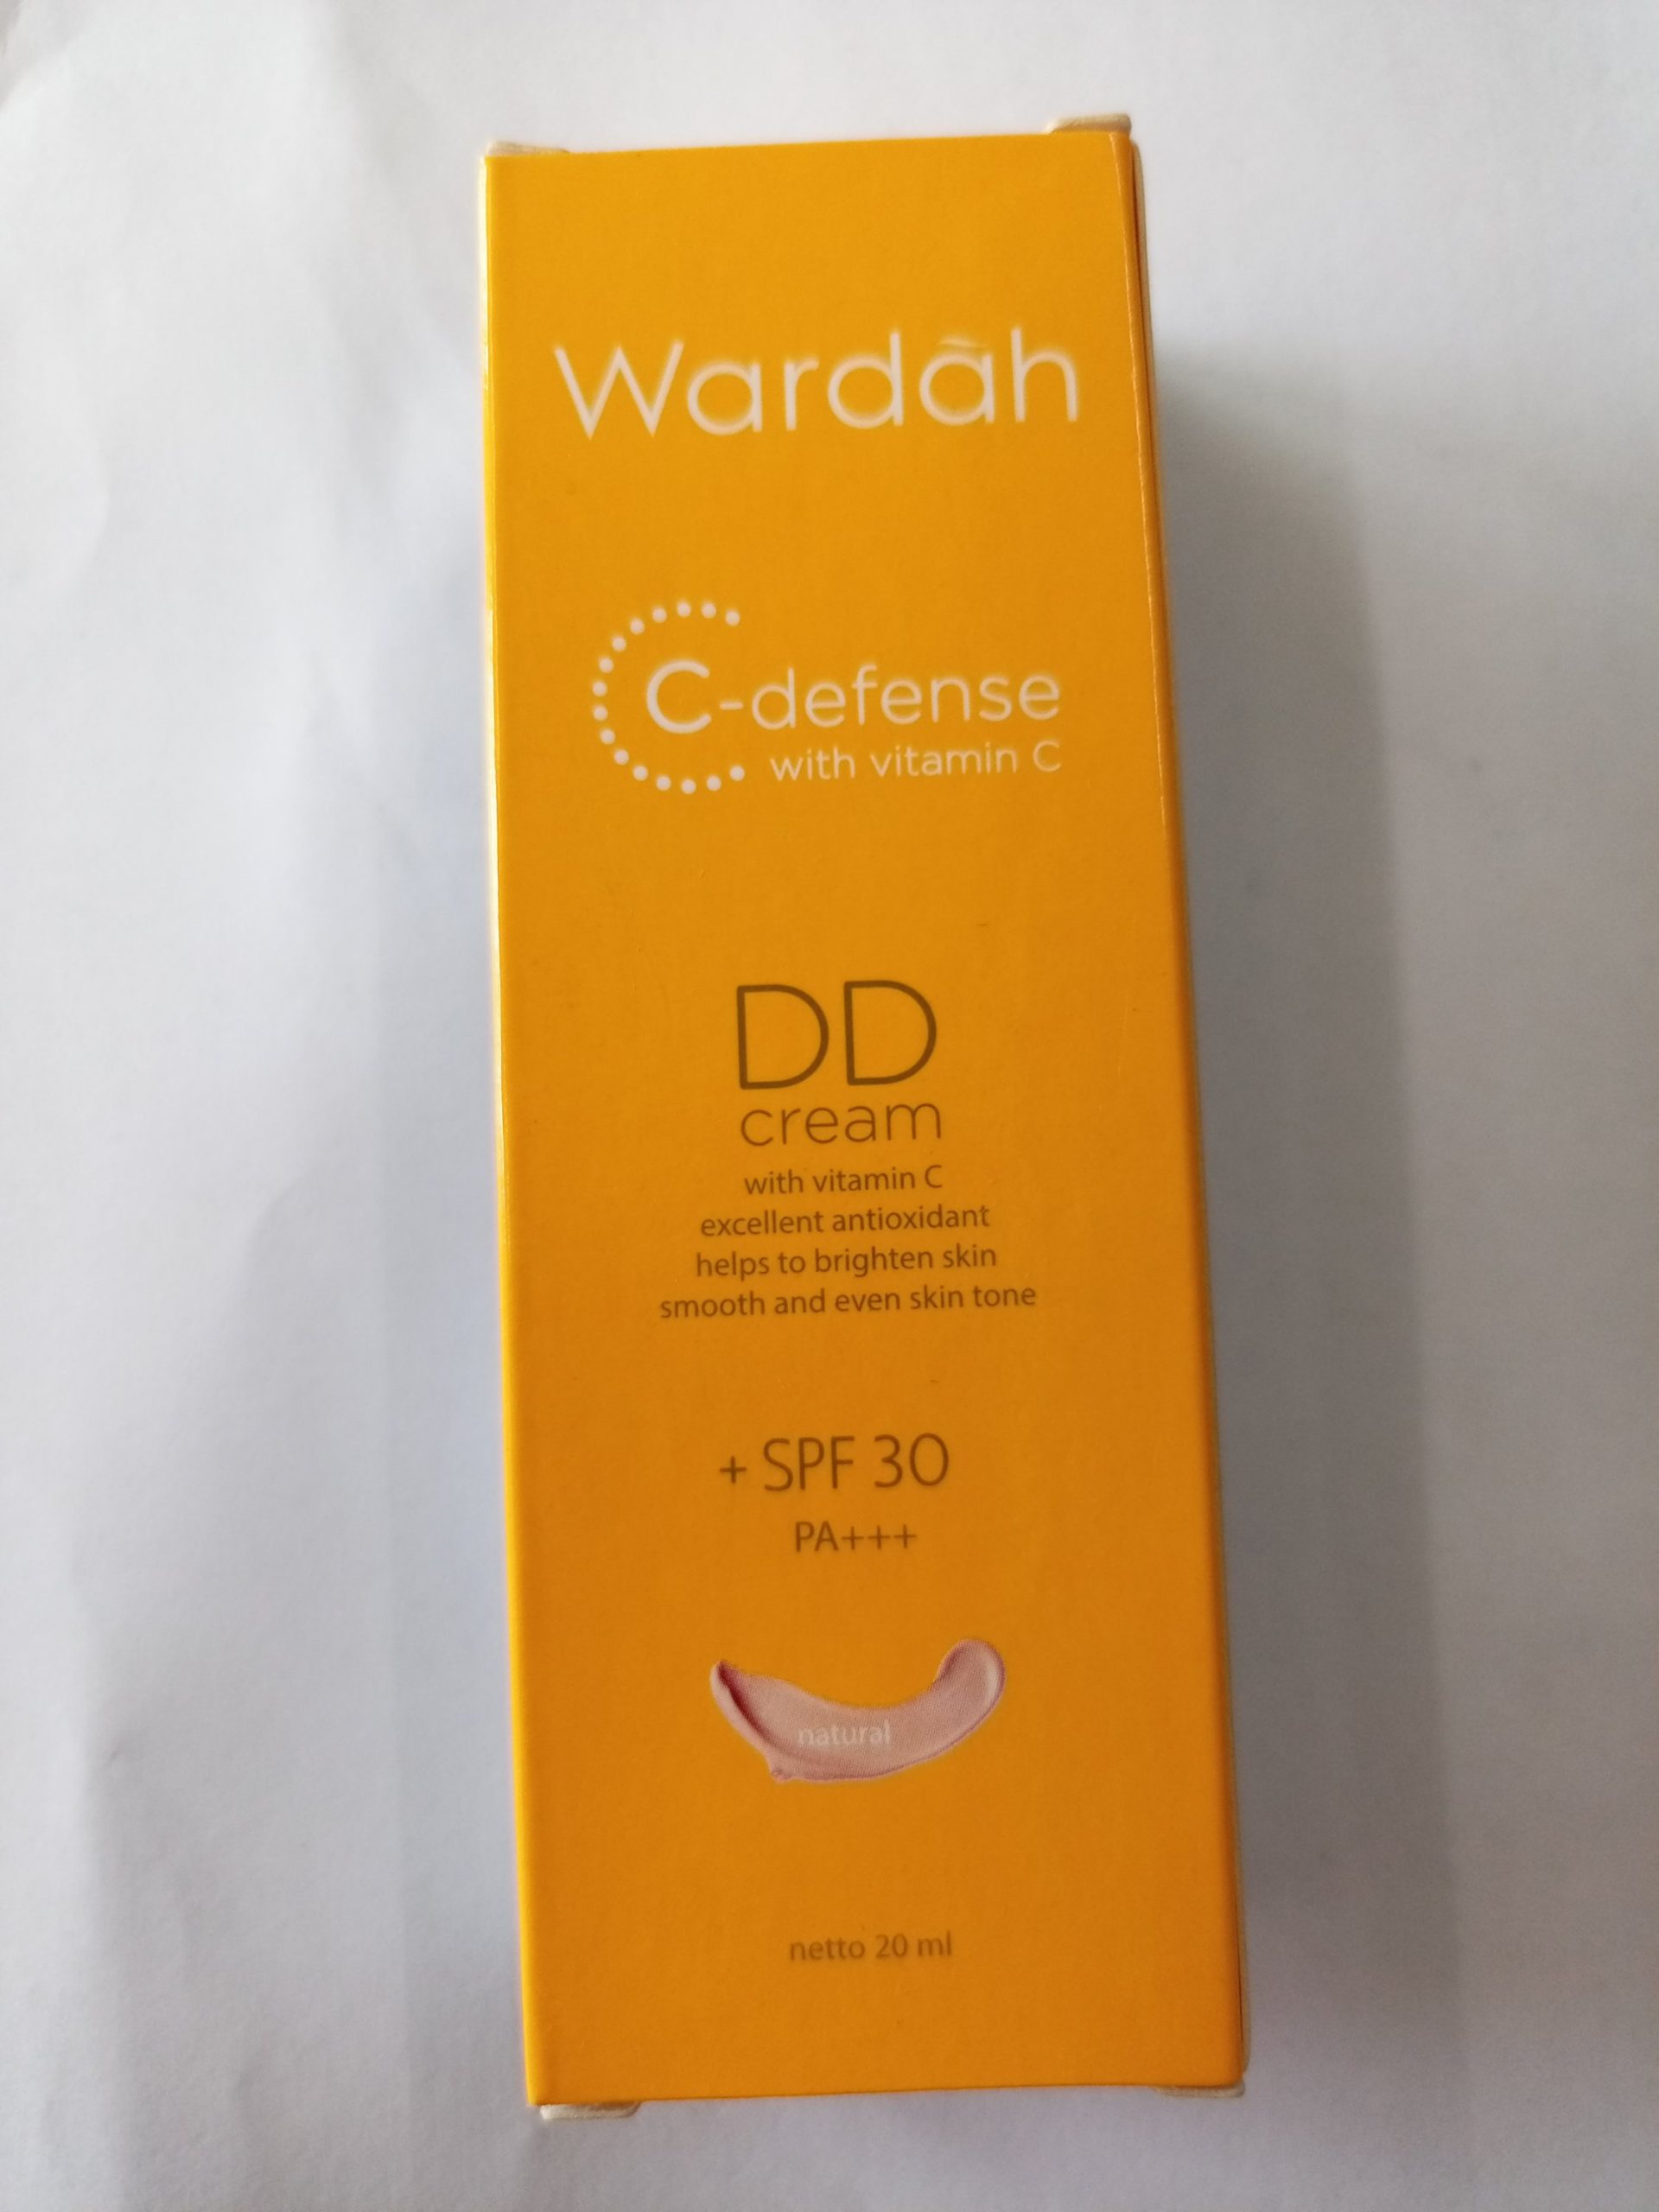 Wardah
C-defense
with vitamin C
DD
cream
with vitamin C
excellent antioxidant
helps to brighten skin
smooth and even skin tone
+ SPF 30
PA+++
natural
netto 20 ml